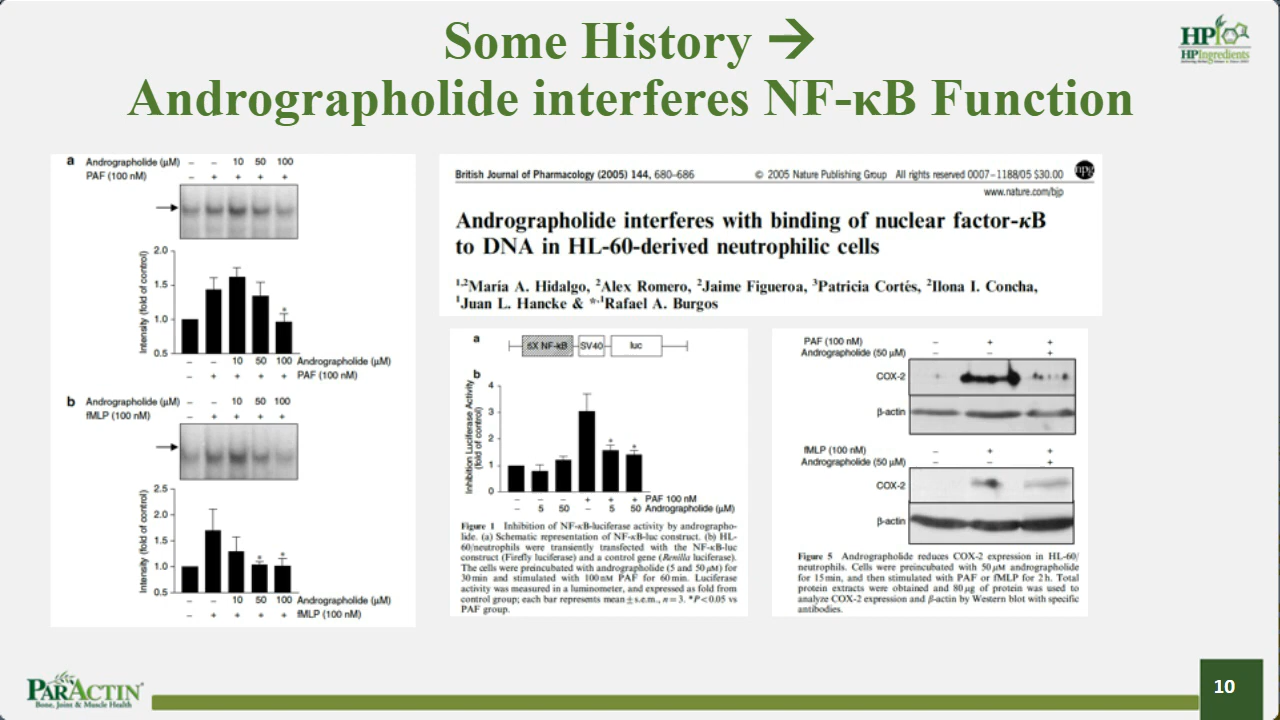 Some History →
Andrographolide interferes NF-κB Function
HP
HPIngredients
a Andrographolide (μM) – – 10 50 100
PAF (100 nM) – + + + +
Intensity (fold of control)
2.0
1.5
1.0
0.5
*
– – 10 50 100 Andrographolide (μM)
– + + + + PAF (100 nM)
b Andrographolide (μM) – – 10 50 100
fMLP (100 nM) – + + + +
Intensity (fold of control)
2.5
2.0
1.5
1.0
0.5
* *
– – 10 50 100 Andrographolide (μM)
– + + + + fMLP (100 nM)
British Journal of Pharmacology (2005) 144, 680–686 © 2005 Nature Publishing Group All rights reserved 0007–1188/05 $30.00
npg
www.nature.com/bjp
Andrographolide interferes with binding of nuclear factor-κB
to DNA in HL-60-derived neutrophilic cells
1,2María A. Hidalgo, 2Alex Romero, 2Jaime Figueroa, 3Patricia Cortés, 2Ilona I. Concha,
1Juan L. Hancke & *,1Rafael A. Burgos
a
6X NF-kB SV40 luc
b
Inhibition Luciferase Activity
(fold of control)
4
3
2
1
0
* *
– – – + + + PAF 100 nM
– 5 50 – 5 50 Andrographolide (μM)
Figure 1 Inhibition of NF-κB-luciferase activity by andrographo-
lide. (a) Schematic representation of NF-κB-luc construct. (b) HL-
60/neutrophils were transiently transfected with the NF-κB-luc
construct (Firefly luciferase) and a control gene (Renilla luciferase).
The cells were preincubated with andrographolide (5 and 50 μM) for
30 min and stimulated with 100 nM PAF for 60 min. Luciferase
activity was measured in a luminometer, and expressed as fold from
control group; each bar represents mean±s.e.m., n=3. *P<0.05 vs
PAF group.
PAF (100 nM) – + +
Andrographolide (50 μM) – – +
COX-2
β-actin
fMLP (100 nM) – + +
Andrographolide (50 μM) – – +
COX-2
β-actin
Figure 5 Andrographolide reduces COX-2 expression in HL-60/
neutrophils. Cells were preincubated with 50 μM andrographolide
for 15 min, and then stimulated with PAF or fMLP for 2 h. Total
protein extracts were obtained and 80 μg of protein was used to
analyze COX-2 expression and β-actin by Western blot with specific
antibodies.
PARACTIN
Bone, Joint & Muscle Health
10